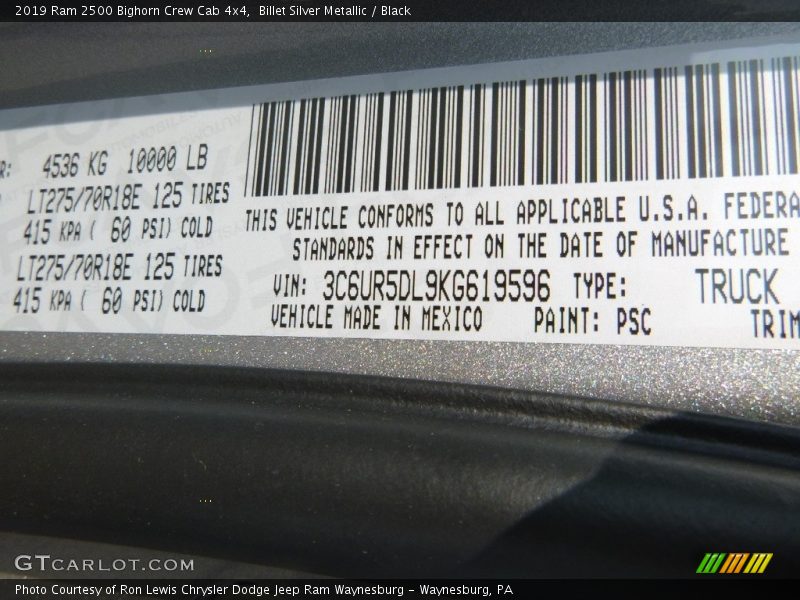 2019 Ram 2500 Bighorn Crew Cab 4x4, Billet Silver Metallic / Black
R: 4536 KG 10000 LB
LT275/70R18E 125 TIRES
415 KPA ( 60 PSI) COLD
LT275/70R18E 125 TIRES
415 KPA ( 60 PSI) COLD
THIS VEHICLE CONFORMS TO ALL APPLICABLE U.S.A. FEDERA
STANDARDS IN EFFECT ON THE DATE OF MANUFACTURE
VIN: 3C6UR5DL9KG619596 TYPE: TRUCK
VEHICLE MADE IN MEXICO PAINT: PSC TRIM
GTCARLOT.COM
Photo Courtesy of Ron Lewis Chrysler Dodge Jeep Ram Waynesburg - Waynesburg, PA